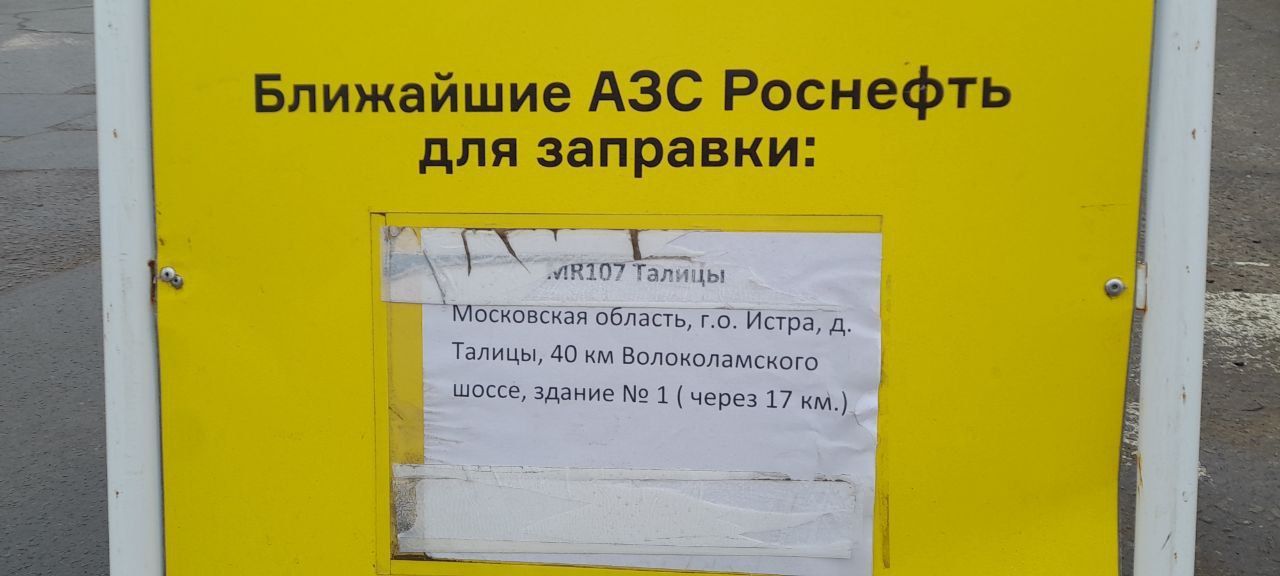 Ближайшие АЗС Роснефть
для заправки:
MR107 Талицы
Московская область, г.о. Истра, д.
Талицы, 40 км Волоколамского
шоссе, здание № 1 ( через 17 км.)